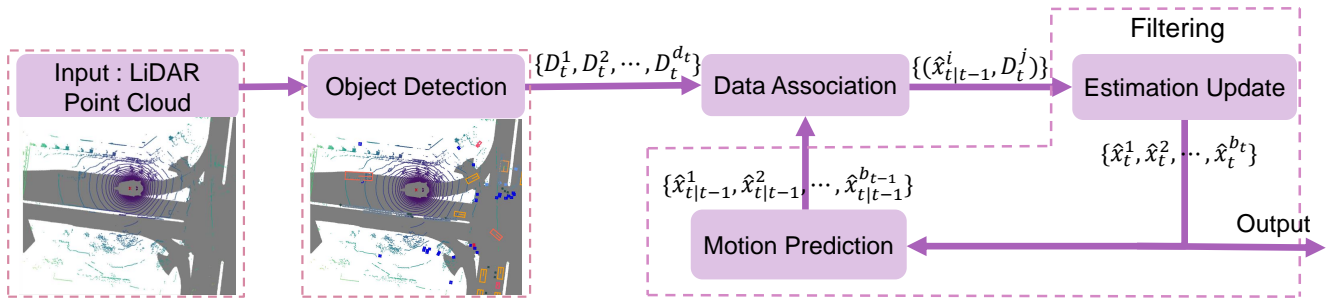 Filtering
Input : LiDAR
Point Cloud
Object Detection
{D_t^1, D_t^2, ⋯, D_t^{d_t}}
Data Association
{(x̂_{t|t−1}^i, D_t^j)}
Estimation Update
{x̂_t^1, x̂_t^2, ⋯, x̂_t^{b_t}}
{x̂_{t|t−1}^1, x̂_{t|t−1}^2, ⋯, x̂_{t|t−1}^{b_{t−1}}}
Motion Prediction
Output